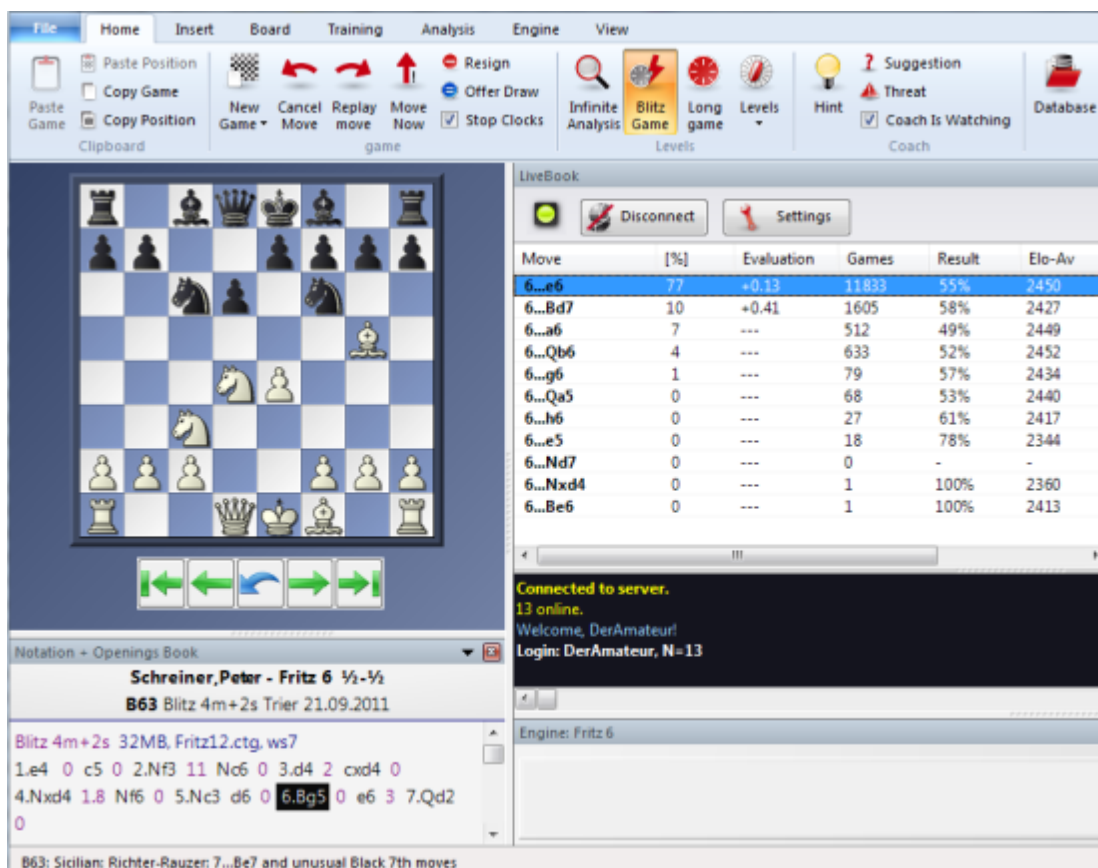 File Home Insert Board Training Analysis Engine View
Paste Game
Paste Position
Copy Game
Copy Position
Clipboard
New Game
Cancel Move
Replay move
Move Now
Resign
Offer Draw
Stop Clocks
game
Infinite Analysis
Blitz Game
Long game
Levels
Levels
Hint
? Suggestion
Threat
Coach Is Watching
Coach
Database
LiveBook
Disconnect Settings
Move [%] Evaluation Games Result Elo-Av
6...e6 77 +0.13 11833 55% 2450
6...Bd7 10 +0.41 1605 58% 2427
6...a6 7 --- 512 49% 2449
6...Qb6 4 --- 633 52% 2452
6...g6 1 --- 79 57% 2434
6...Qa5 0 --- 68 53% 2440
6...h6 0 --- 27 61% 2417
6...e5 0 --- 18 78% 2344
6...Nd7 0 --- 0 - -
6...Nxd4 0 --- 1 100% 2360
6...Be6 0 --- 1 100% 2413
Connected to server.
13 online.
Welcome, DerAmateur!
Login: DerAmateur, N=13
Notation + Openings Book
Schreiner,Peter - Fritz 6 ½-½
B63 Blitz 4m+2s Trier 21.09.2011
Blitz 4m+2s 32MB, Fritz12.ctg, ws7
1.e4 0 c5 0 2.Nf3 11 Nc6 0 3.d4 2 cxd4 0
4.Nxd4 1.8 Nf6 0 5.Nc3 d6 0 6.Bg5 0 e6 3 7.Qd2
0
Engine: Fritz 6
B63: Sicilian: Richter-Rauzer: 7...Be7 and unusual Black 7th moves